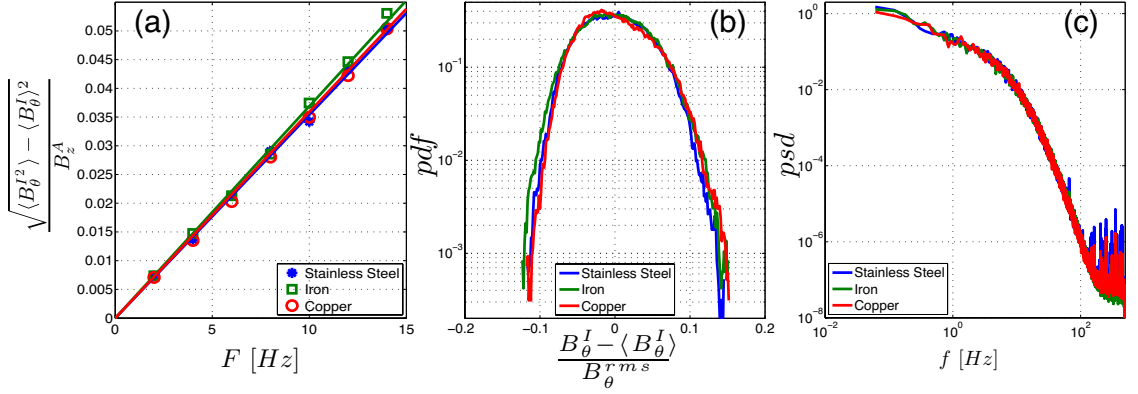 (a)
0.055
0.05
0.045
0.04
0.035
0.03
0.025
0.02
0.015
0.01
0.005
0
0 5 10 15
√⟨B_θ^{I 2}⟩ − ⟨B_θ^I⟩^2
B_z^A
F [Hz]
Stainless Steel
Iron
Copper
(b)
10^{-1}
10^{-2}
10^{-3}
−0.2 −0.1 0 0.1 0.2
pdf
B_θ^I − ⟨B_θ^I⟩
B_θ^{rms}
Stainless Steel
Iron
Copper
(c)
10^0
10^{-2}
10^{-4}
10^{-6}
10^{-8}
10^{-2} 10^0 10^2
psd
f [Hz]
Stainless Steel
Iron
Copper